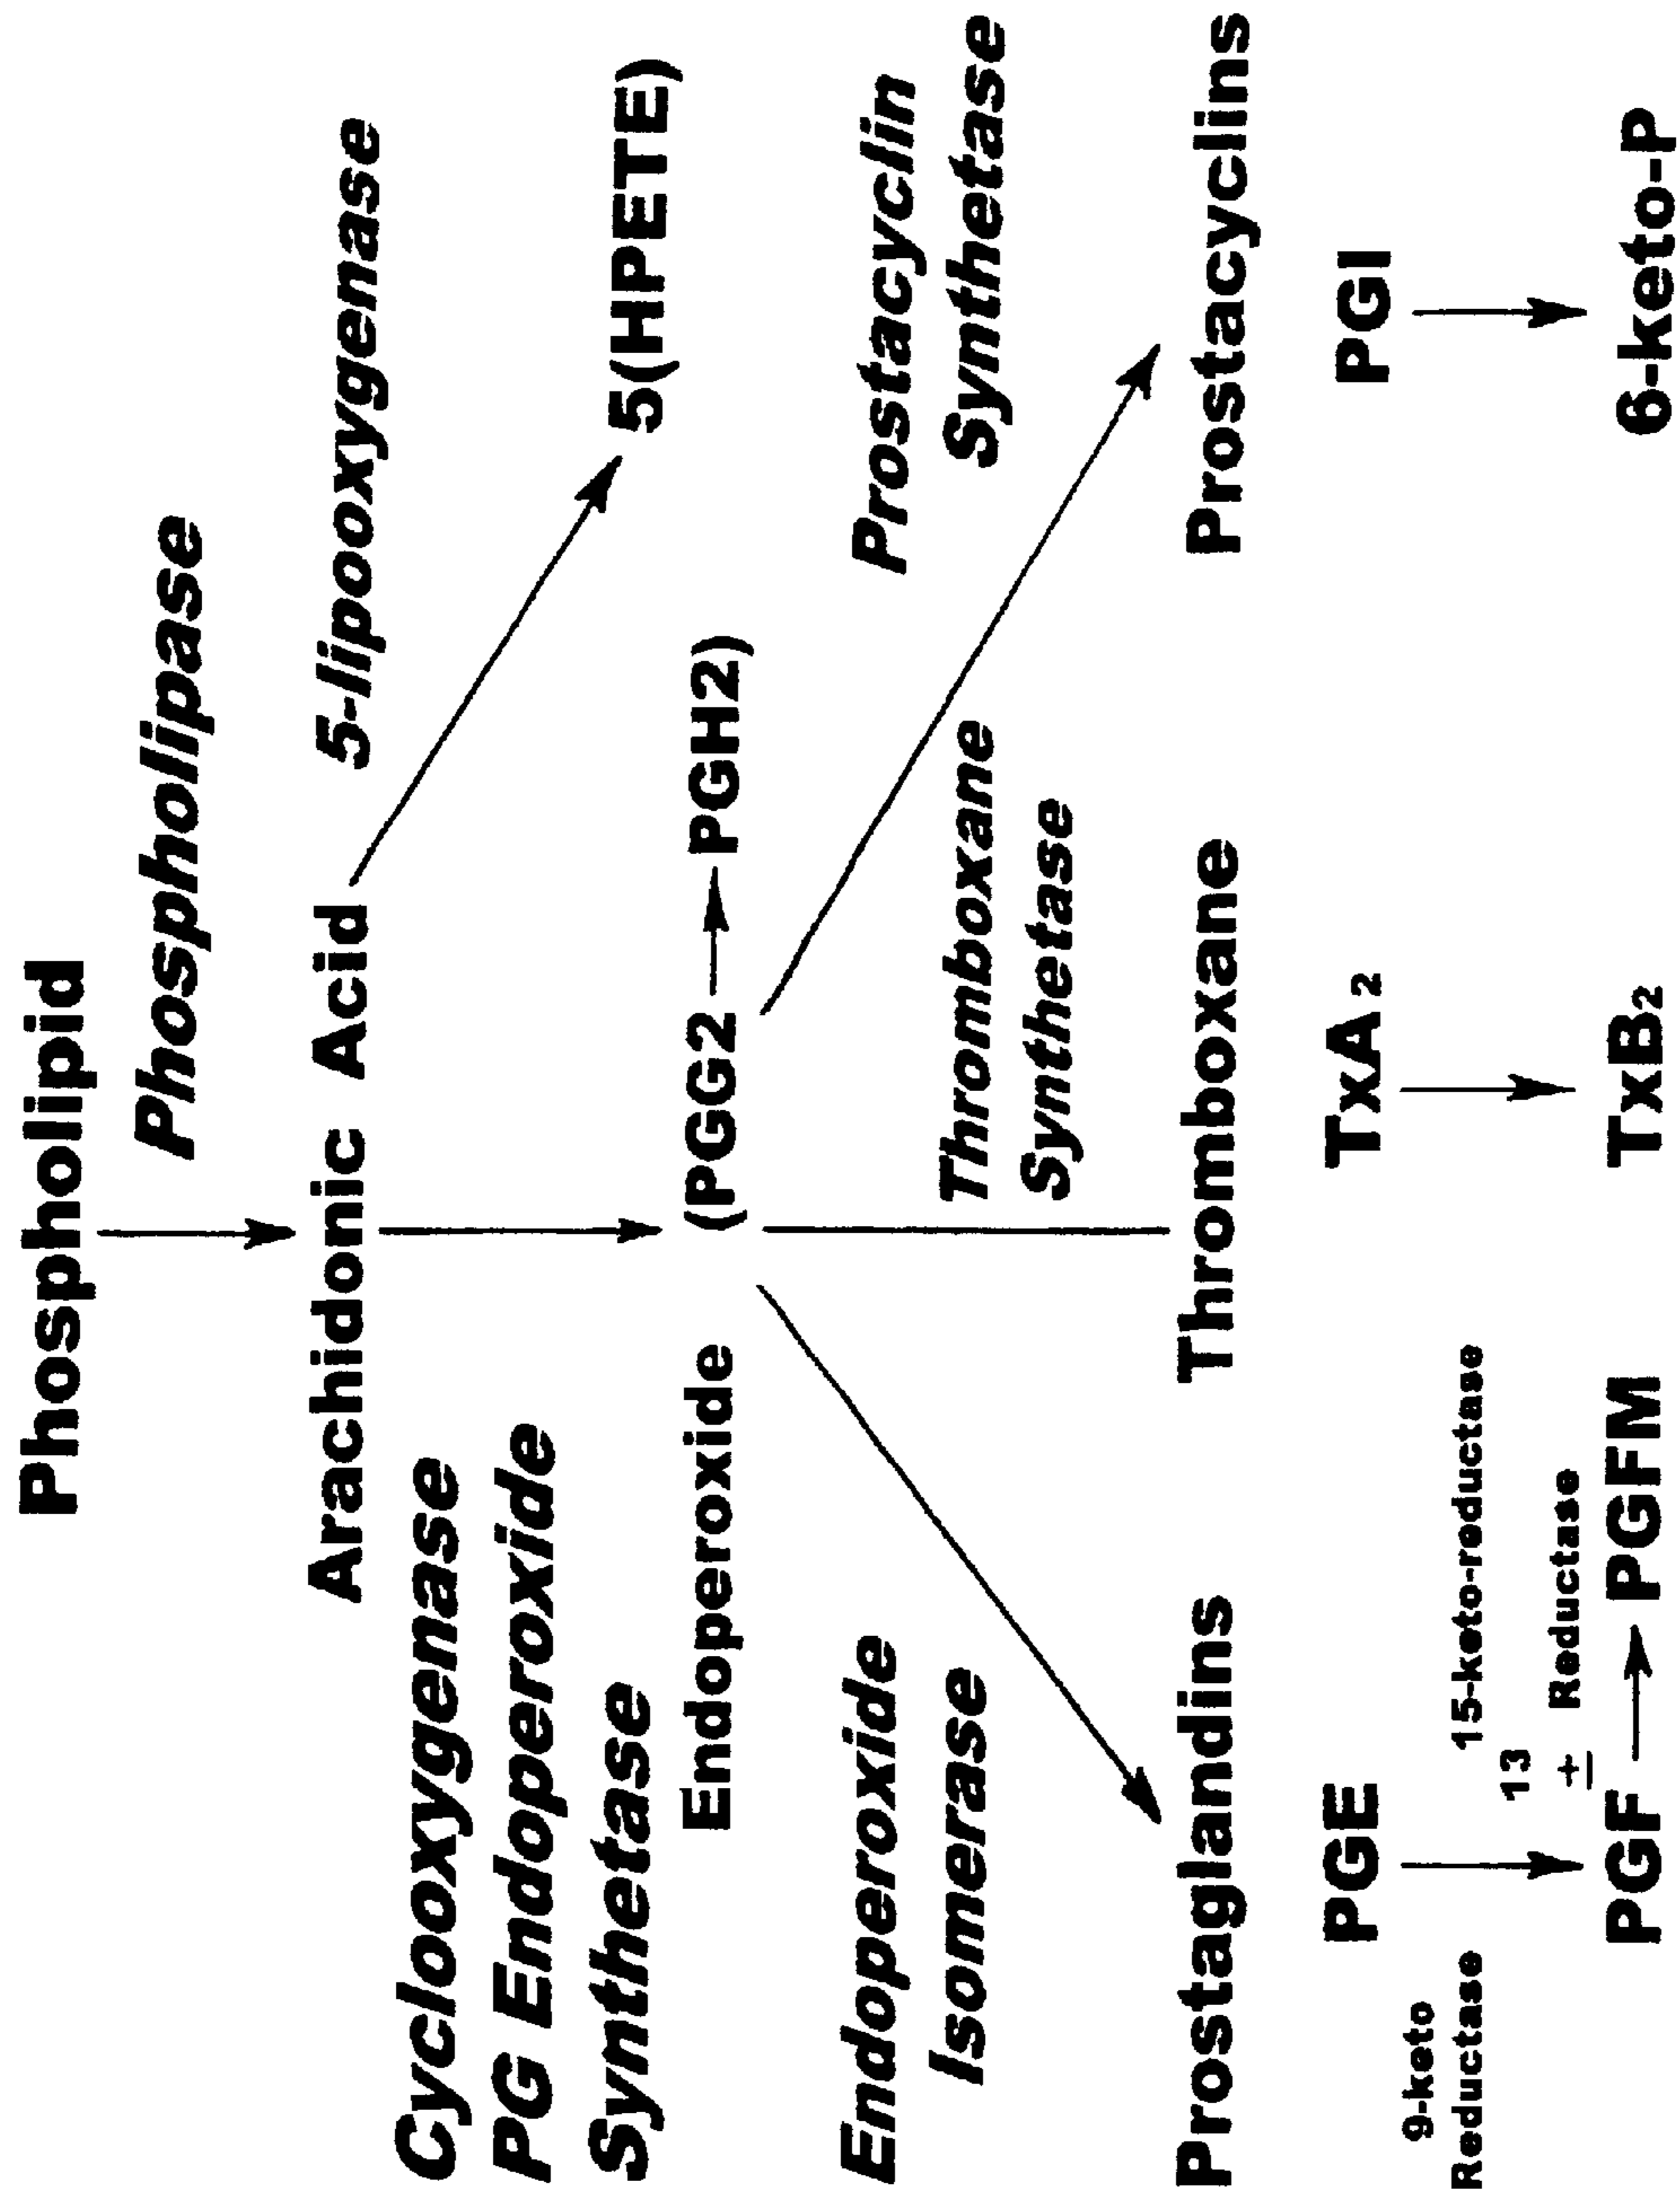 Phospholipid
Phospholipase
Arachidonic Acid
5-lipooxygenase
Cyclooxygenase
PG Endoperoxide
Synthetase
5(HPETE)
Endoperoxide (PGG2 → PGH2)
Endoperoxide
Isomerase
Thromboxane
Synthetase
Prostacyclin
Synthetase
Prostaglandins
Thromboxane
Prostacyclins
PGE
TxA₂
PGI
9-keto
Reductase
15-keto-reductase
13
+
Reductase
PGF → PGFM
TxB₂
6-keto-P